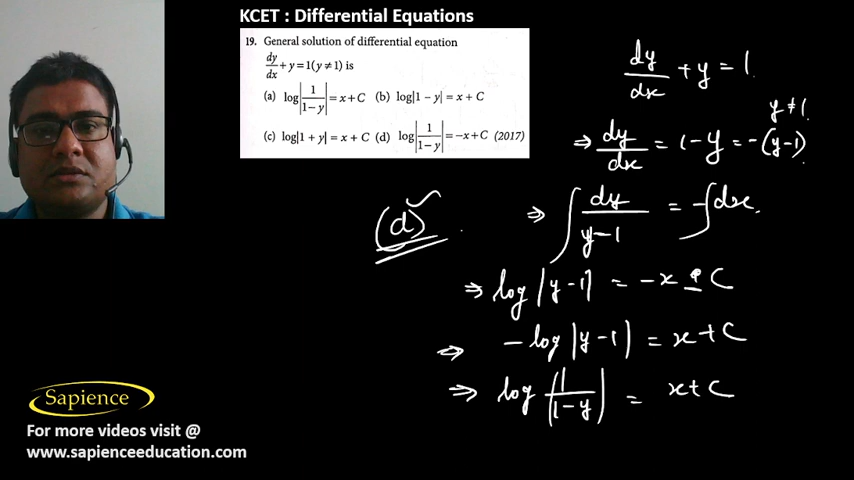 KCET : Differential Equations
19. General solution of differential equation
dy/dx + y = 1(y ≠ 1) is
(a) log|1/(1−y)| = x + C (b) log|1 − y| = x + C
(c) log|1 + y| = x + C (d) log|1/(1−y)| = −x + C (2017)
dy/dx + y = 1
y ≠ 1
⇒ dy/dx = 1−y = −(y−1)
⇒ ∫ dy/(y−1) = −∫dx
(d)
⇒ log|y−1| = −x + C
⇒ −log|y−1| = x + C
⇒ log|1/(1−y)| = x + C
Sapience
For more videos visit @
www.sapienceeducation.com